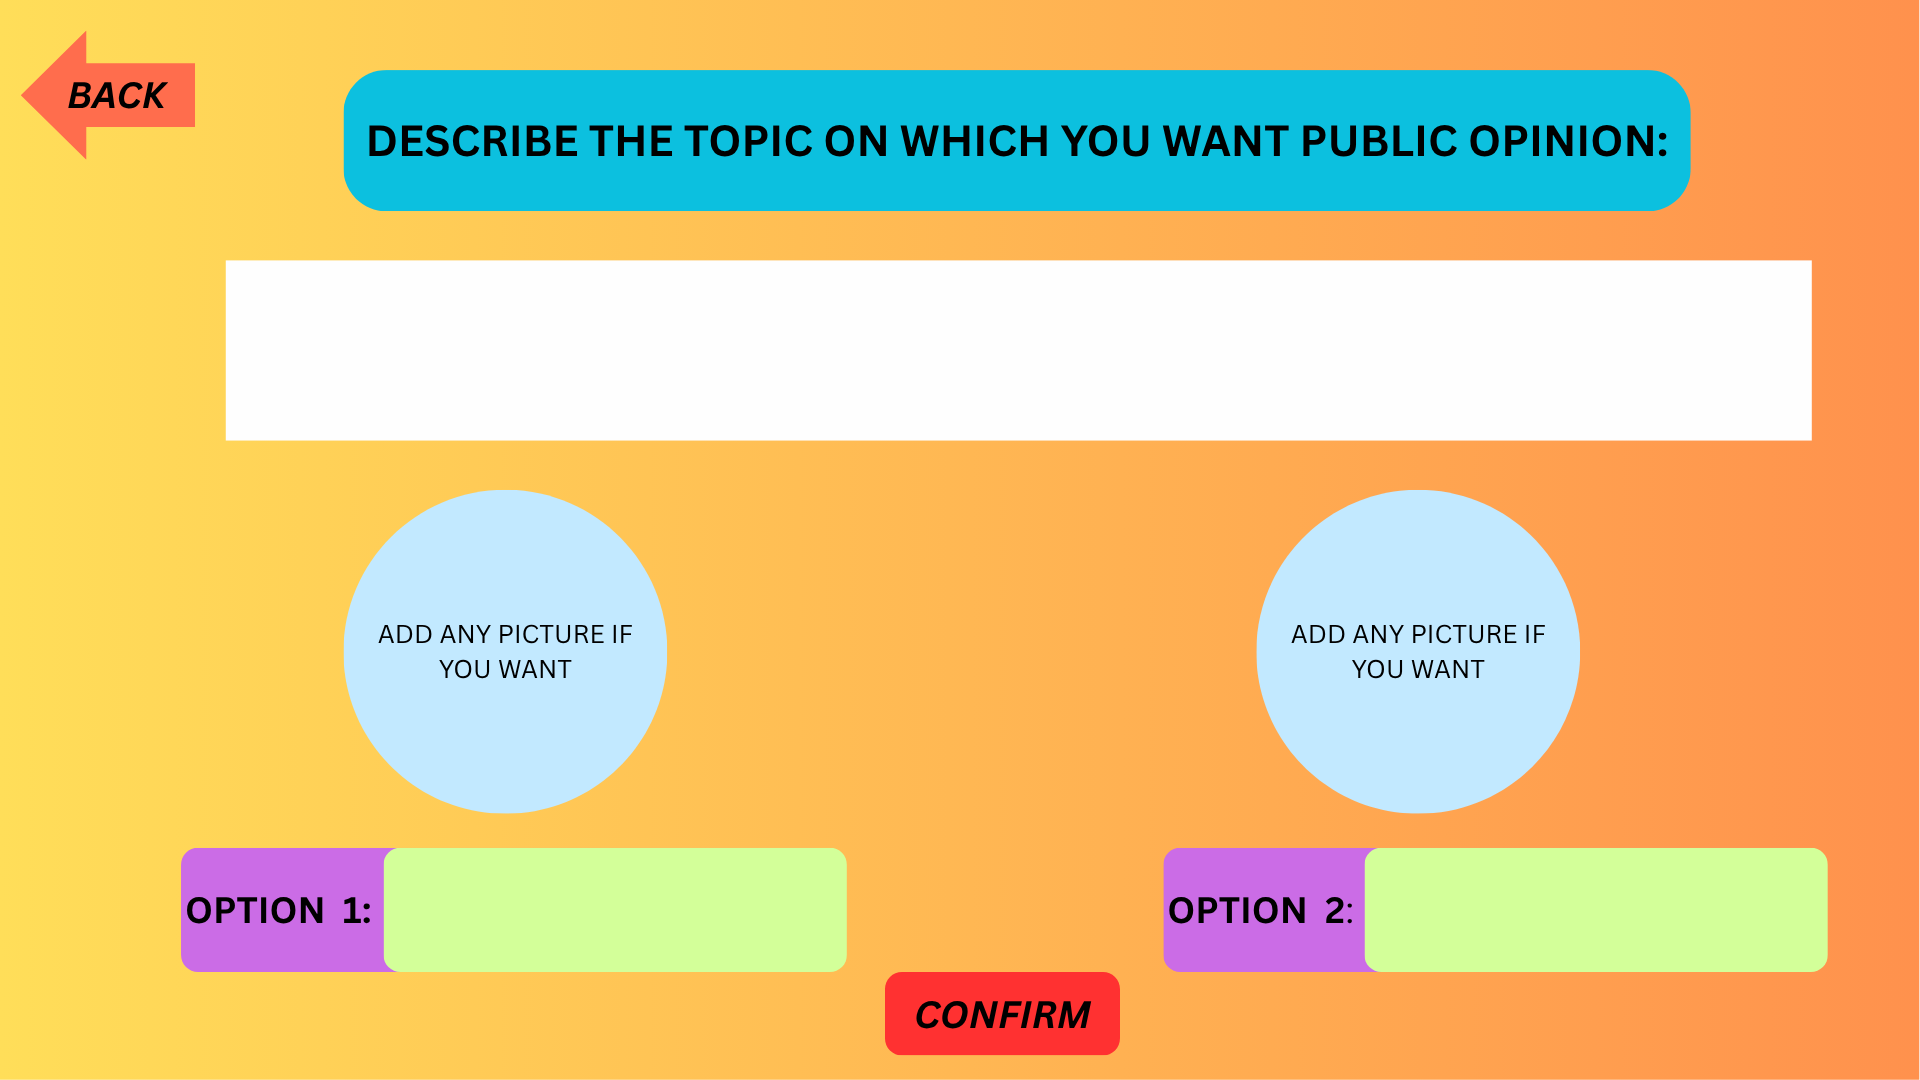 BACK
DESCRIBE THE TOPIC ON WHICH YOU WANT PUBLIC OPINION:
ADD ANY PICTURE IF
YOU WANT
ADD ANY PICTURE IF
YOU WANT
OPTION 1:
OPTION 2:
CONFIRM